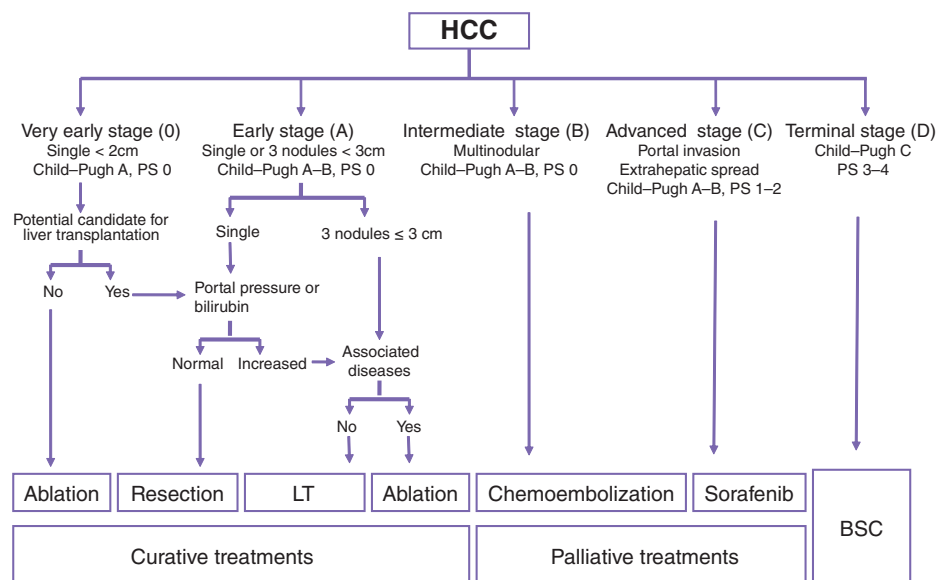 HCC
Very early stage (0)
Single < 2cm
Child–Pugh A, PS 0
Early stage (A)
Single or 3 nodules < 3cm
Child–Pugh A–B, PS 0
Intermediate stage (B)
Multinodular
Child–Pugh A–B, PS 0
Advanced stage (C)
Portal invasion
Extrahepatic spread
Child–Pugh A–B, PS 1–2
Terminal stage (D)
Child–Pugh C
PS 3–4
Potential candidate for
liver transplantation
Single
3 nodules ≤ 3 cm
No
Yes
Portal pressure or
bilirubin
Normal
Increased
Associated
diseases
No
Yes
Ablation
Resection
LT
Ablation
Chemoembolization
Sorafenib
BSC
Curative treatments
Palliative treatments